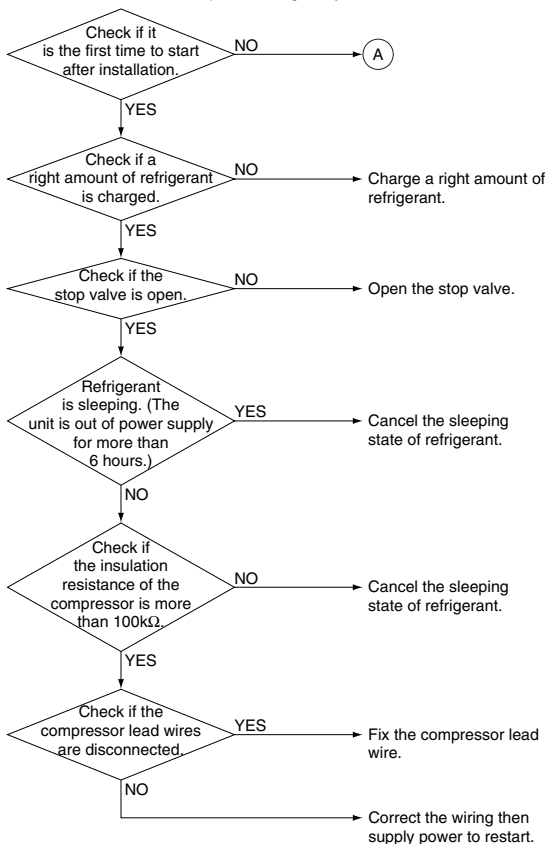 Check if it
is the first time to start
after installation.
NO
A
YES
Check if a
right amount of refrigerant
is charged.
NO
Charge a right amount of
refrigerant.
YES
Check if the
stop valve is open.
NO
Open the stop valve.
YES
Refrigerant
is sleeping. (The
unit is out of power supply
for more than
6 hours.)
YES
Cancel the sleeping
state of refrigerant.
NO
Check if
the insulation
resistance of the
compressor is more
than 100kΩ.
NO
Cancel the sleeping
state of refrigerant.
YES
Check if the
compressor lead wires
are disconnected.
YES
Fix the compressor lead
wire.
NO
Correct the wiring then
supply power to restart.